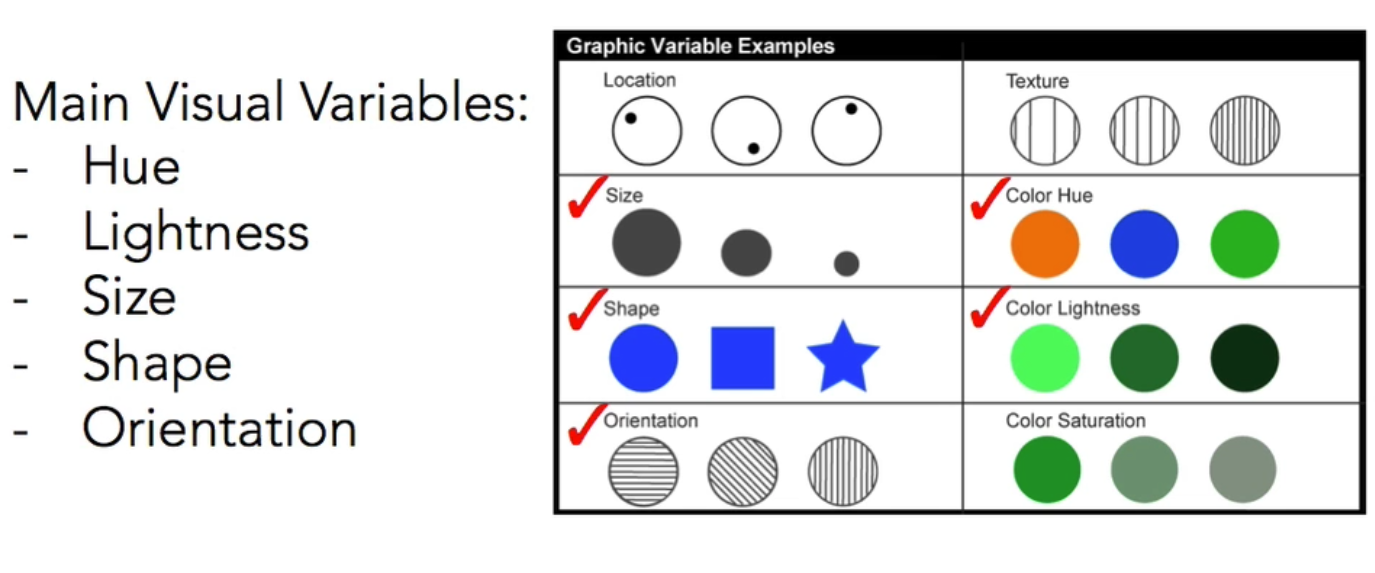 Main Visual Variables:
- Hue
- Lightness
- Size
- Shape
- Orientation
Graphic Variable Examples
Location
Texture
Size
Color Hue
Shape
Color Lightness
Orientation
Color Saturation